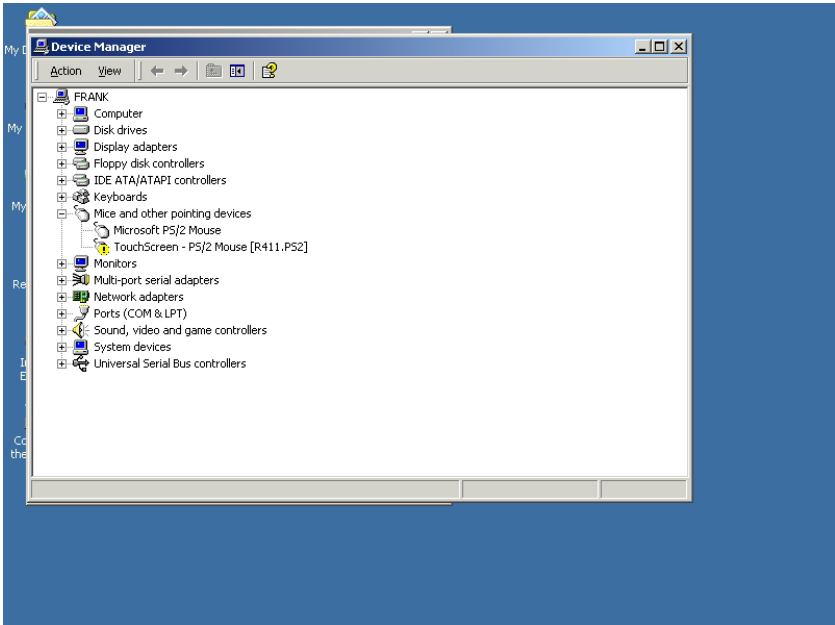 Device Manager
Action View
FRANK
Computer
Disk drives
Display adapters
Floppy disk controllers
IDE ATA/ATAPI controllers
Keyboards
Mice and other pointing devices
Microsoft PS/2 Mouse
TouchScreen - PS/2 Mouse [R411.PS2]
Monitors
Multi-port serial adapters
Network adapters
Ports (COM & LPT)
Sound, video and game controllers
System devices
Universal Serial Bus controllers
My
My
My
Re
Co
the